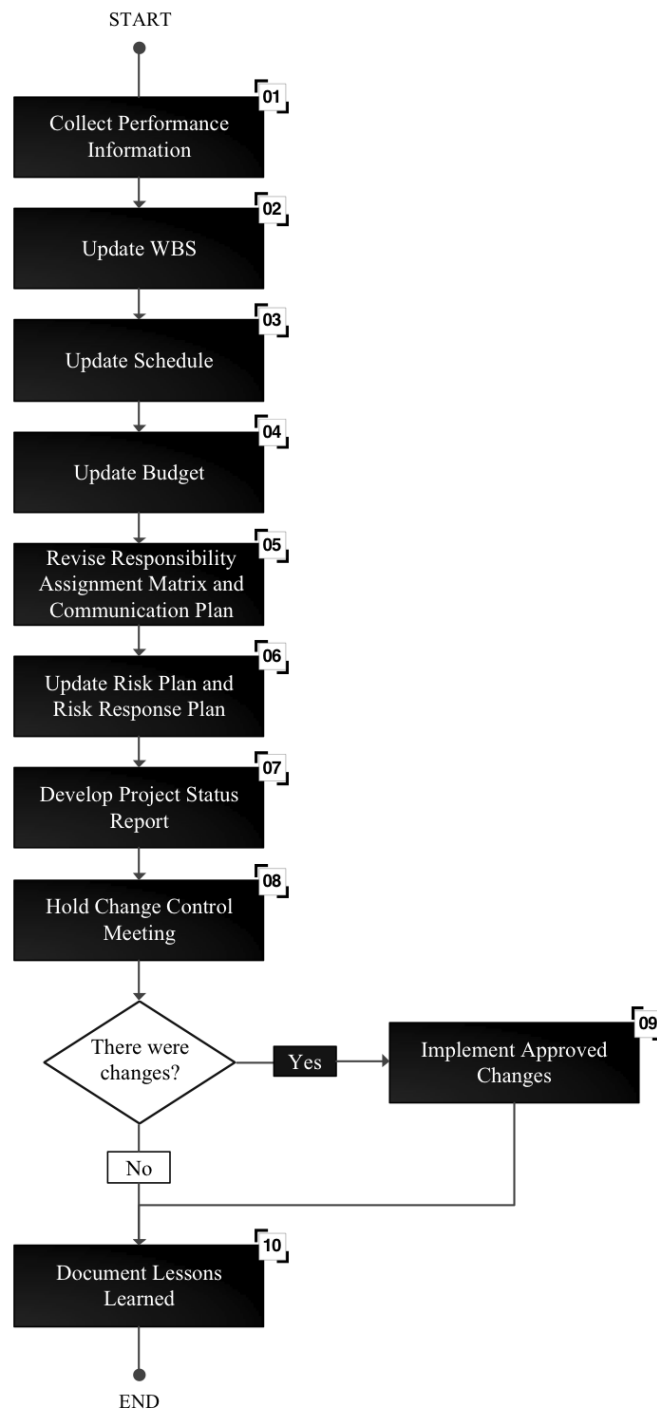 START
01
Collect Performance
Information
02
Update WBS
03
Update Schedule
04
Update Budget
05
Revise Responsibility
Assignment Matrix and
Communication Plan
06
Update Risk Plan and
Risk Response Plan
07
Develop Project Status
Report
08
Hold Change Control
Meeting
There were
changes?
Yes
09
Implement Approved
Changes
No
10
Document Lessons
Learned
END